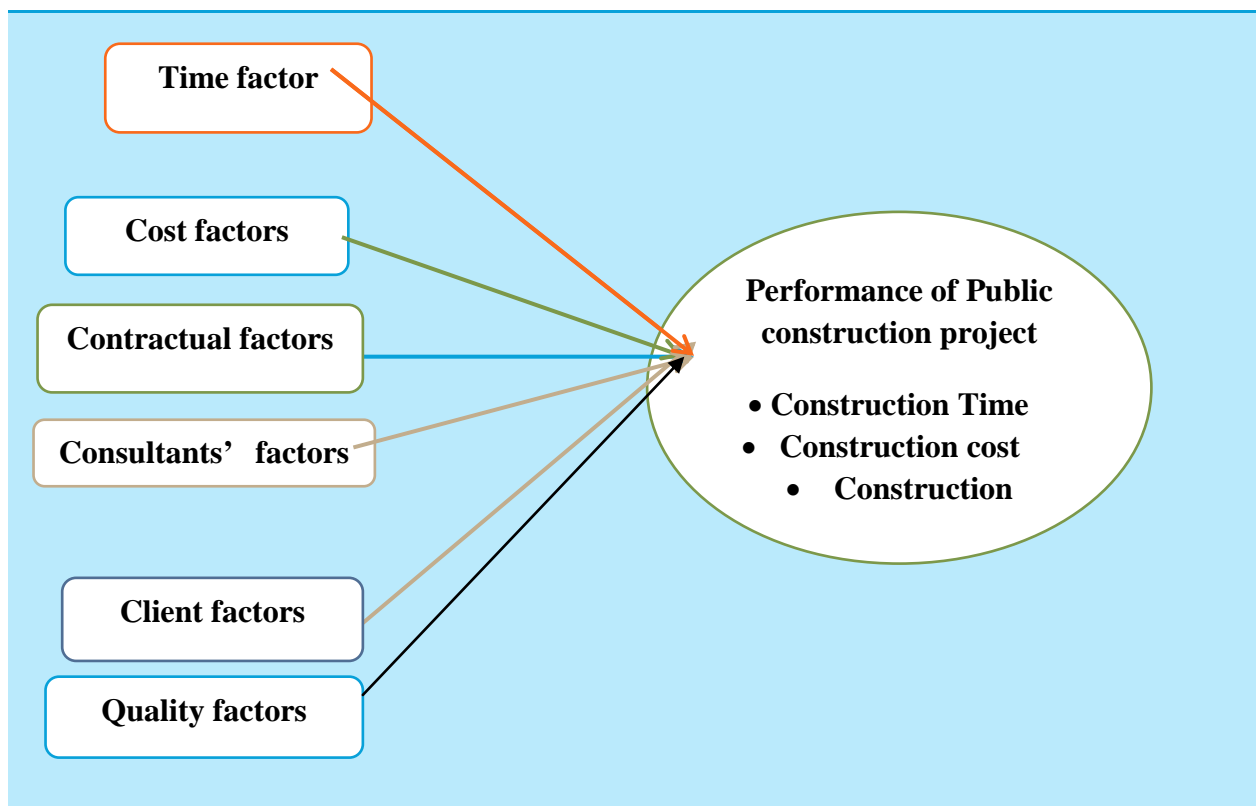 Time factor
Cost factors
Contractual factors
Consultants’ factors
Client factors
Quality factors
Performance of Public
construction project
• Construction Time
• Construction cost
• Construction